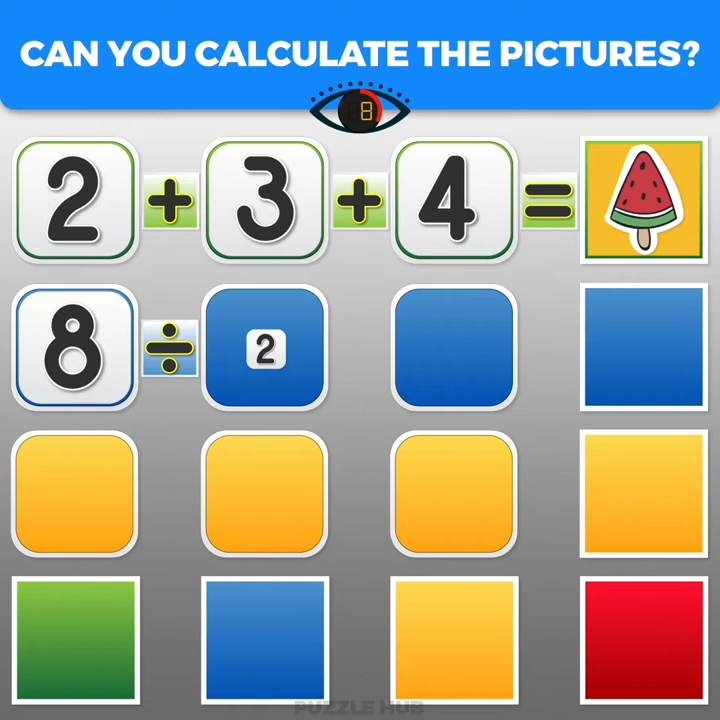 CAN YOU CALCULATE THE PICTURES?
8
2 + 3 + 4 =
8 ÷ 2
PUZZLE HUB